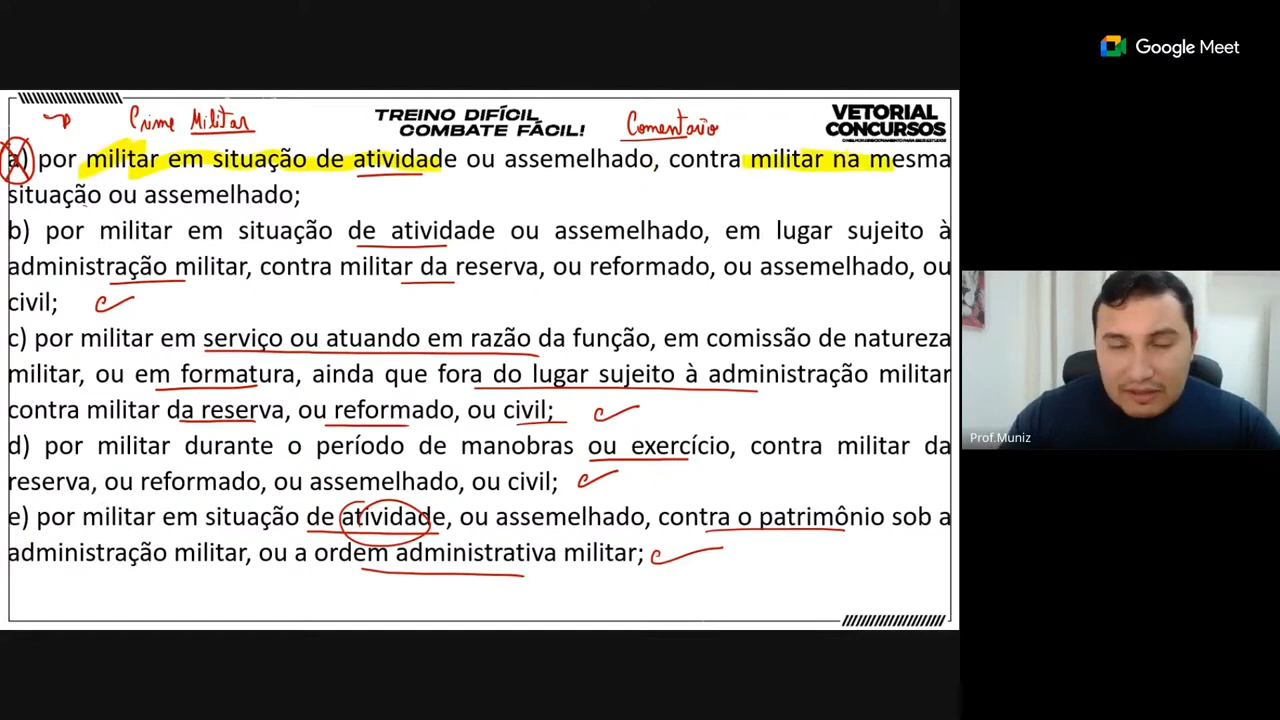 Google Meet
Crime Militar
TREINO DIFÍCIL
COMBATE FÁCIL!
Comentario
VETORIAL
CONCURSOS
a) por militar em situação de atividade ou assemelhado, contra militar na mesma
situação ou assemelhado;
b) por militar em situação de atividade ou assemelhado, em lugar sujeito à
administração militar, contra militar da reserva, ou reformado, ou assemelhado, ou
civil;
c) por militar em serviço ou atuando em razão da função, em comissão de natureza
militar, ou em formatura, ainda que fora do lugar sujeito à administração militar
contra militar da reserva, ou reformado, ou civil;
d) por militar durante o período de manobras ou exercício, contra militar da
reserva, ou reformado, ou assemelhado, ou civil;
e) por militar em situação de atividade, ou assemelhado, contra o patrimônio sob a
administração militar, ou a ordem administrativa militar;
Prof.Muniz